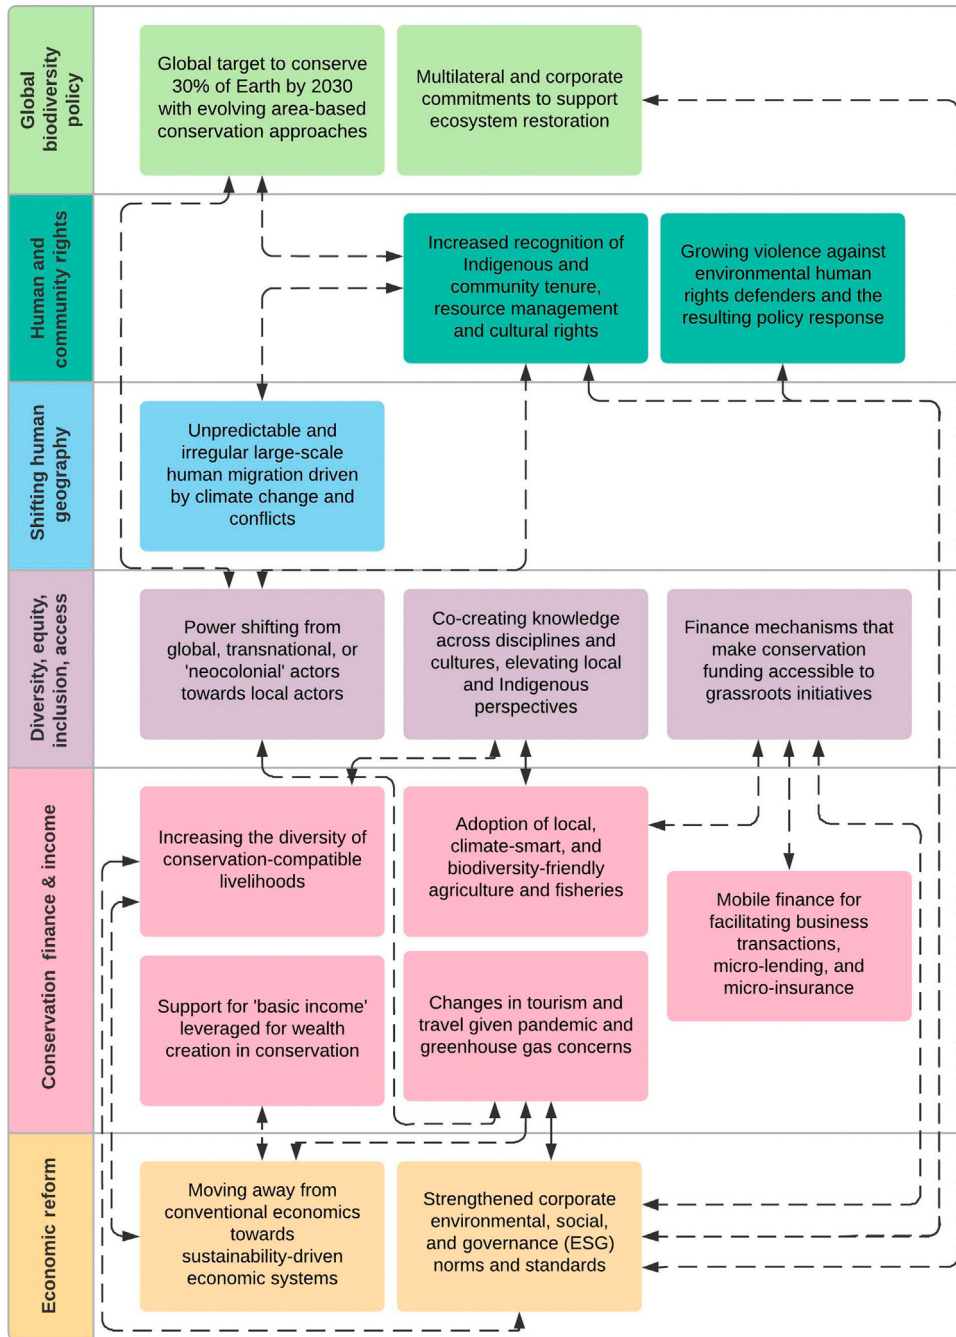 Global
biodiversity
policy
Global target to conserve
30% of Earth by 2030
with evolving area-based
conservation approaches
Multilateral and corporate
commitments to support
ecosystem restoration
Human and
community rights
Increased recognition of
Indigenous and
community tenure,
resource management
and cultural rights
Growing violence against
environmental human
rights defenders and the
resulting policy response
Shifting human
geography
Unpredictable and
irregular large-scale
human migration driven
by climate change and
conflicts
Diversity, equity,
inclusion, access
Power shifting from
global, transnational, or
'neocolonial' actors
towards local actors
Co-creating knowledge
across disciplines and
cultures, elevating local
and Indigenous
perspectives
Finance mechanisms that
make conservation
funding accessible to
grassroots initiatives
Conservation finance & income
Increasing the diversity of
conservation-compatible
livelihoods
Adoption of local,
climate-smart, and
biodiversity-friendly
agriculture and fisheries
Mobile finance for
facilitating business
transactions,
micro-lending, and
micro-insurance
Support for 'basic income'
leveraged for wealth
creation in conservation
Changes in tourism and
travel given pandemic and
greenhouse gas concerns
Economic reform
Moving away from
conventional economics
towards
sustainability-driven
economic systems
Strengthened corporate
environmental, social,
and governance (ESG)
norms and standards